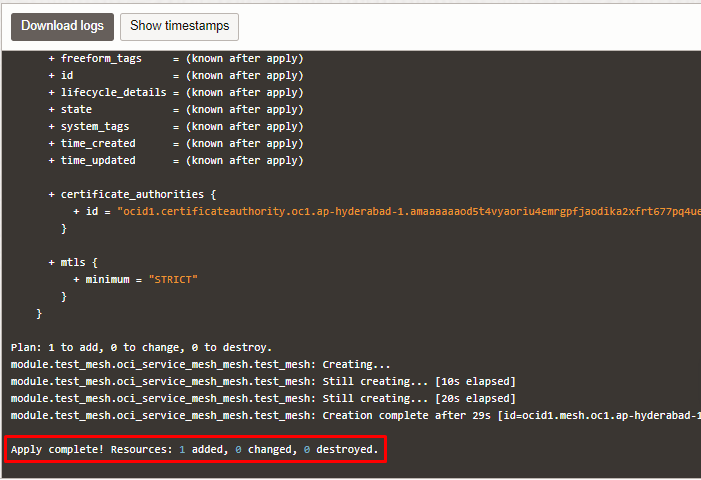 Download logs Show timestamps
+ freeform_tags = (known after apply)
+ id = (known after apply)
+ lifecycle_details = (known after apply)
+ state = (known after apply)
+ system_tags = (known after apply)
+ time_created = (known after apply)
+ time_updated = (known after apply)
+ certificate_authorities {
+ id = "ocid1.certificateauthority.oc1.ap-hyderabad-1.amaaaaaaod5t4vyaoriu4emrgpfjaodika2xfrt677pq4ue
}
+ mtls {
+ minimum = "STRICT"
}
}
Plan: 1 to add, 0 to change, 0 to destroy.
module.test_mesh.oci_service_mesh_mesh.test_mesh: Creating...
module.test_mesh.oci_service_mesh_mesh.test_mesh: Still creating... [10s elapsed]
module.test_mesh.oci_service_mesh_mesh.test_mesh: Still creating... [20s elapsed]
module.test_mesh.oci_service_mesh_mesh.test_mesh: Creation complete after 29s [id=ocid1.mesh.oc1.ap-hyderabad-1
Apply complete! Resources: 1 added, 0 changed, 0 destroyed.